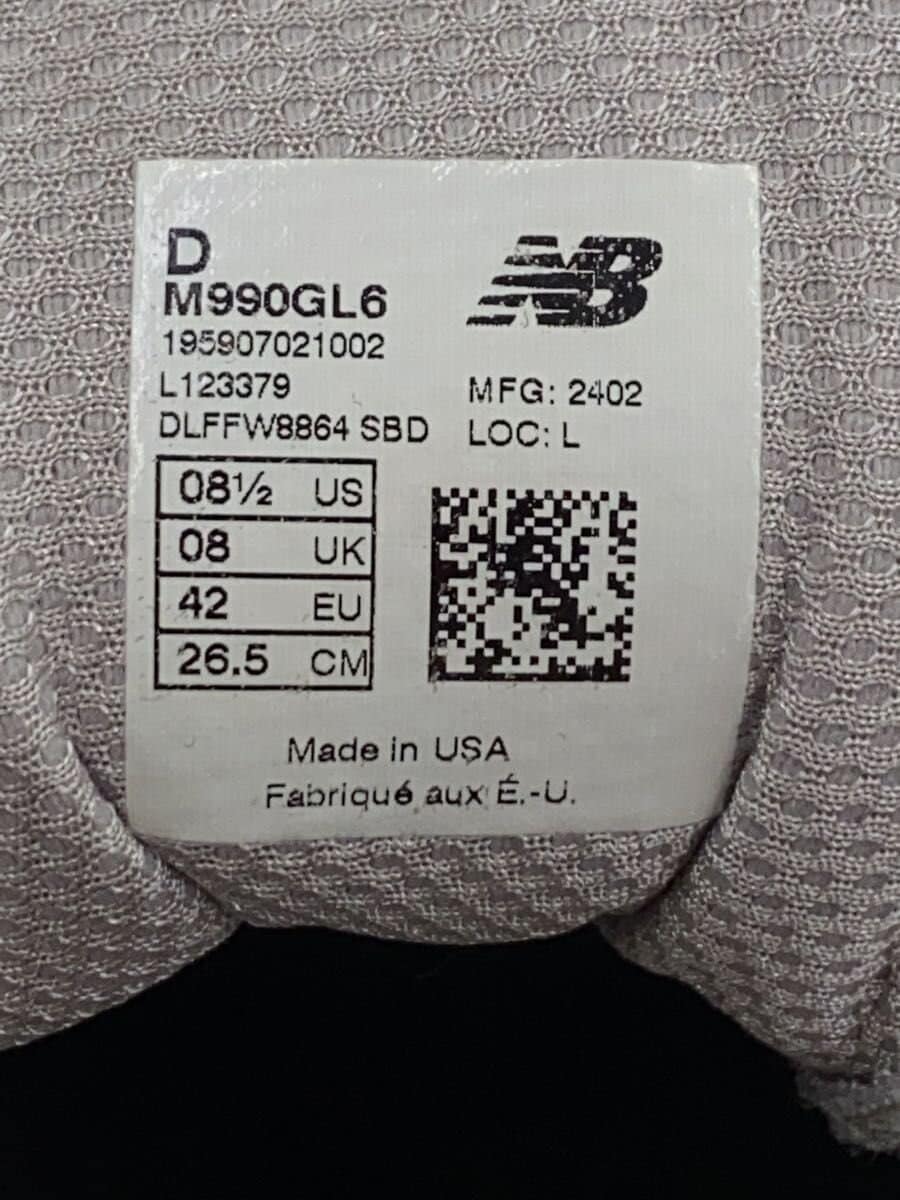 D
M990GL6
195907021002
L123379
DLFFW8864 SBD
NB
MFG: 2402
LOC: L
08½ US
08 UK
42 EU
26.5 CM
Made in USA
Fabriqué aux É.-U.